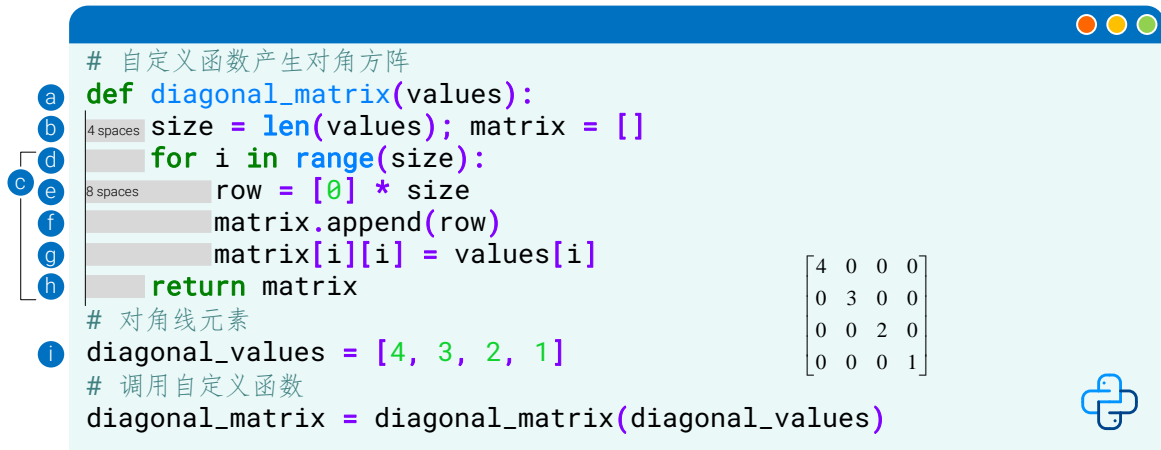 # 自定义函数产生对角方阵
a def diagonal_matrix(values):
b 4 spaces size = len(values); matrix = []
c
d for i in range(size):
e 8 spaces row = [0] * size
f matrix.append(row)
g matrix[i][i] = values[i]
h return matrix
# 对角线元素
i diagonal_values = [4, 3, 2, 1]
# 调用自定义函数
diagonal_matrix = diagonal_matrix(diagonal_values)
4 0 0 0
0 3 0 0
0 0 2 0
0 0 0 1